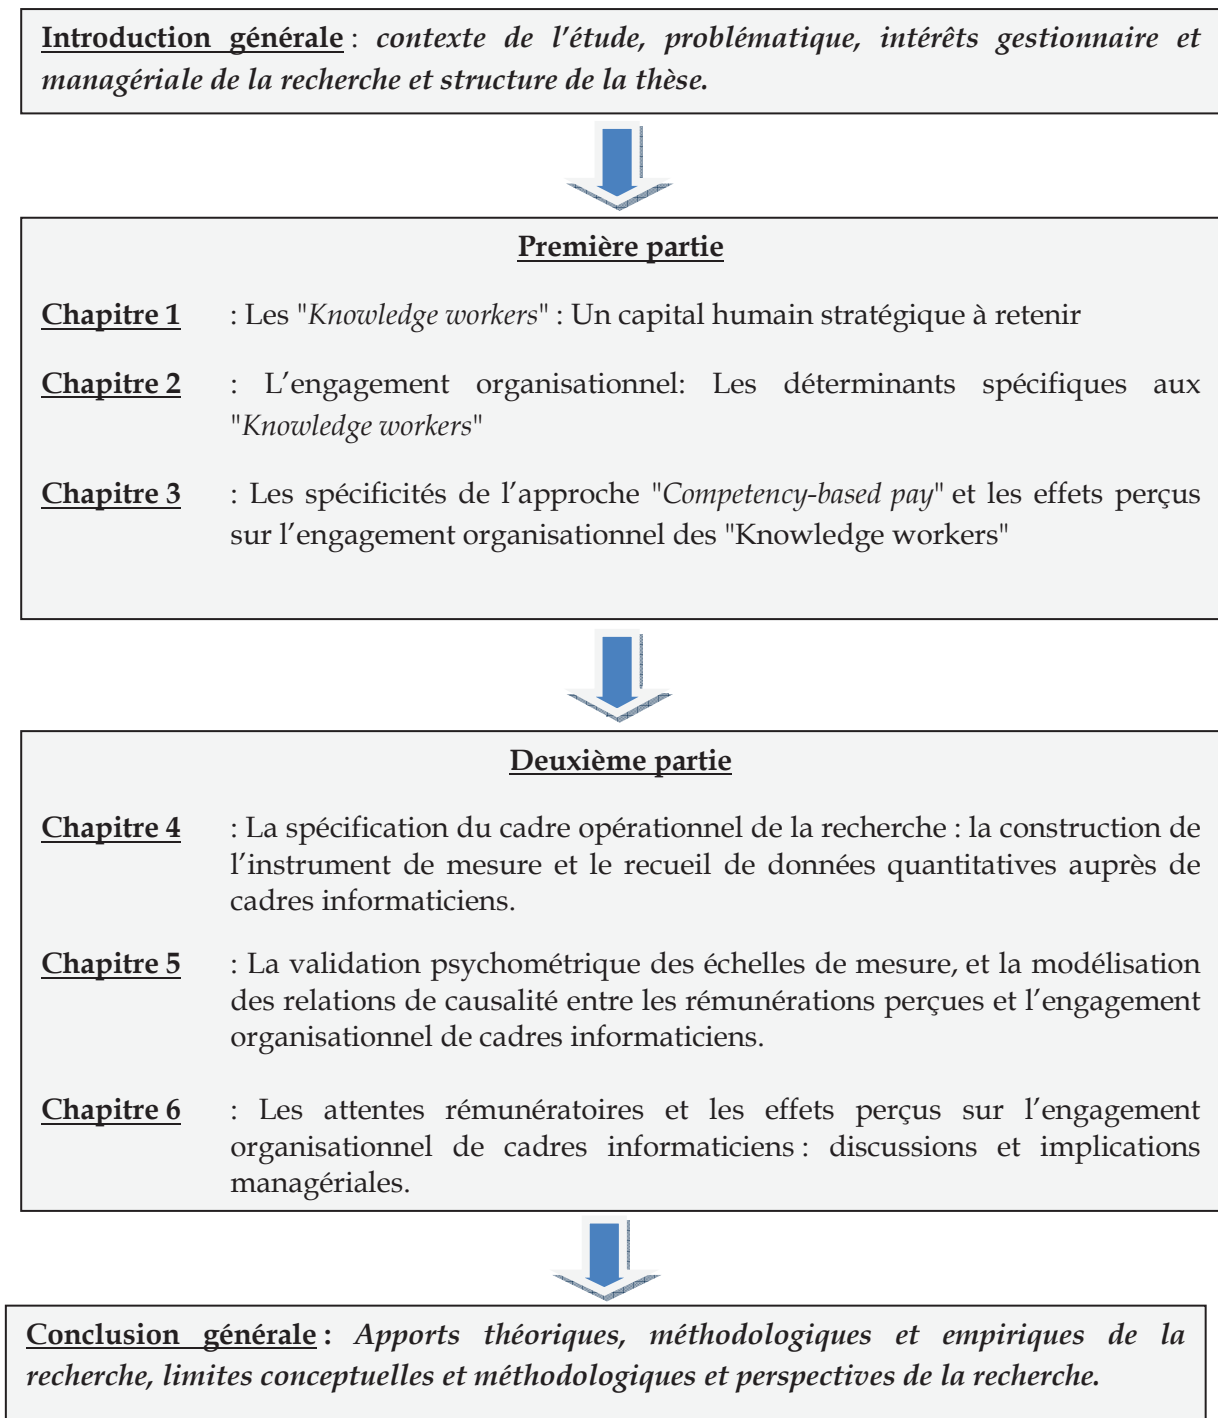 Introduction générale : contexte de l’étude, problématique, intérêts gestionnaire et
managériale de la recherche et structure de la thèse.
Première partie
Chapitre 1 : Les "Knowledge workers" : Un capital humain stratégique à retenir
Chapitre 2 : L’engagement organisationnel: Les déterminants spécifiques aux
"Knowledge workers"
Chapitre 3 : Les spécificités de l’approche "Competency-based pay" et les effets perçus
sur l’engagement organisationnel des "Knowledge workers"
Deuxième partie
Chapitre 4 : La spécification du cadre opérationnel de la recherche : la construction de
l’instrument de mesure et le recueil de données quantitatives auprès de
cadres informaticiens.
Chapitre 5 : La validation psychométrique des échelles de mesure, et la modélisation
des relations de causalité entre les rémunérations perçues et l’engagement
organisationnel de cadres informaticiens.
Chapitre 6 : Les attentes rémunératoires et les effets perçus sur l’engagement
organisationnel de cadres informaticiens : discussions et implications
managériales.
Conclusion générale : Apports théoriques, méthodologiques et empiriques de la
recherche, limites conceptuelles et méthodologiques et perspectives de la recherche.